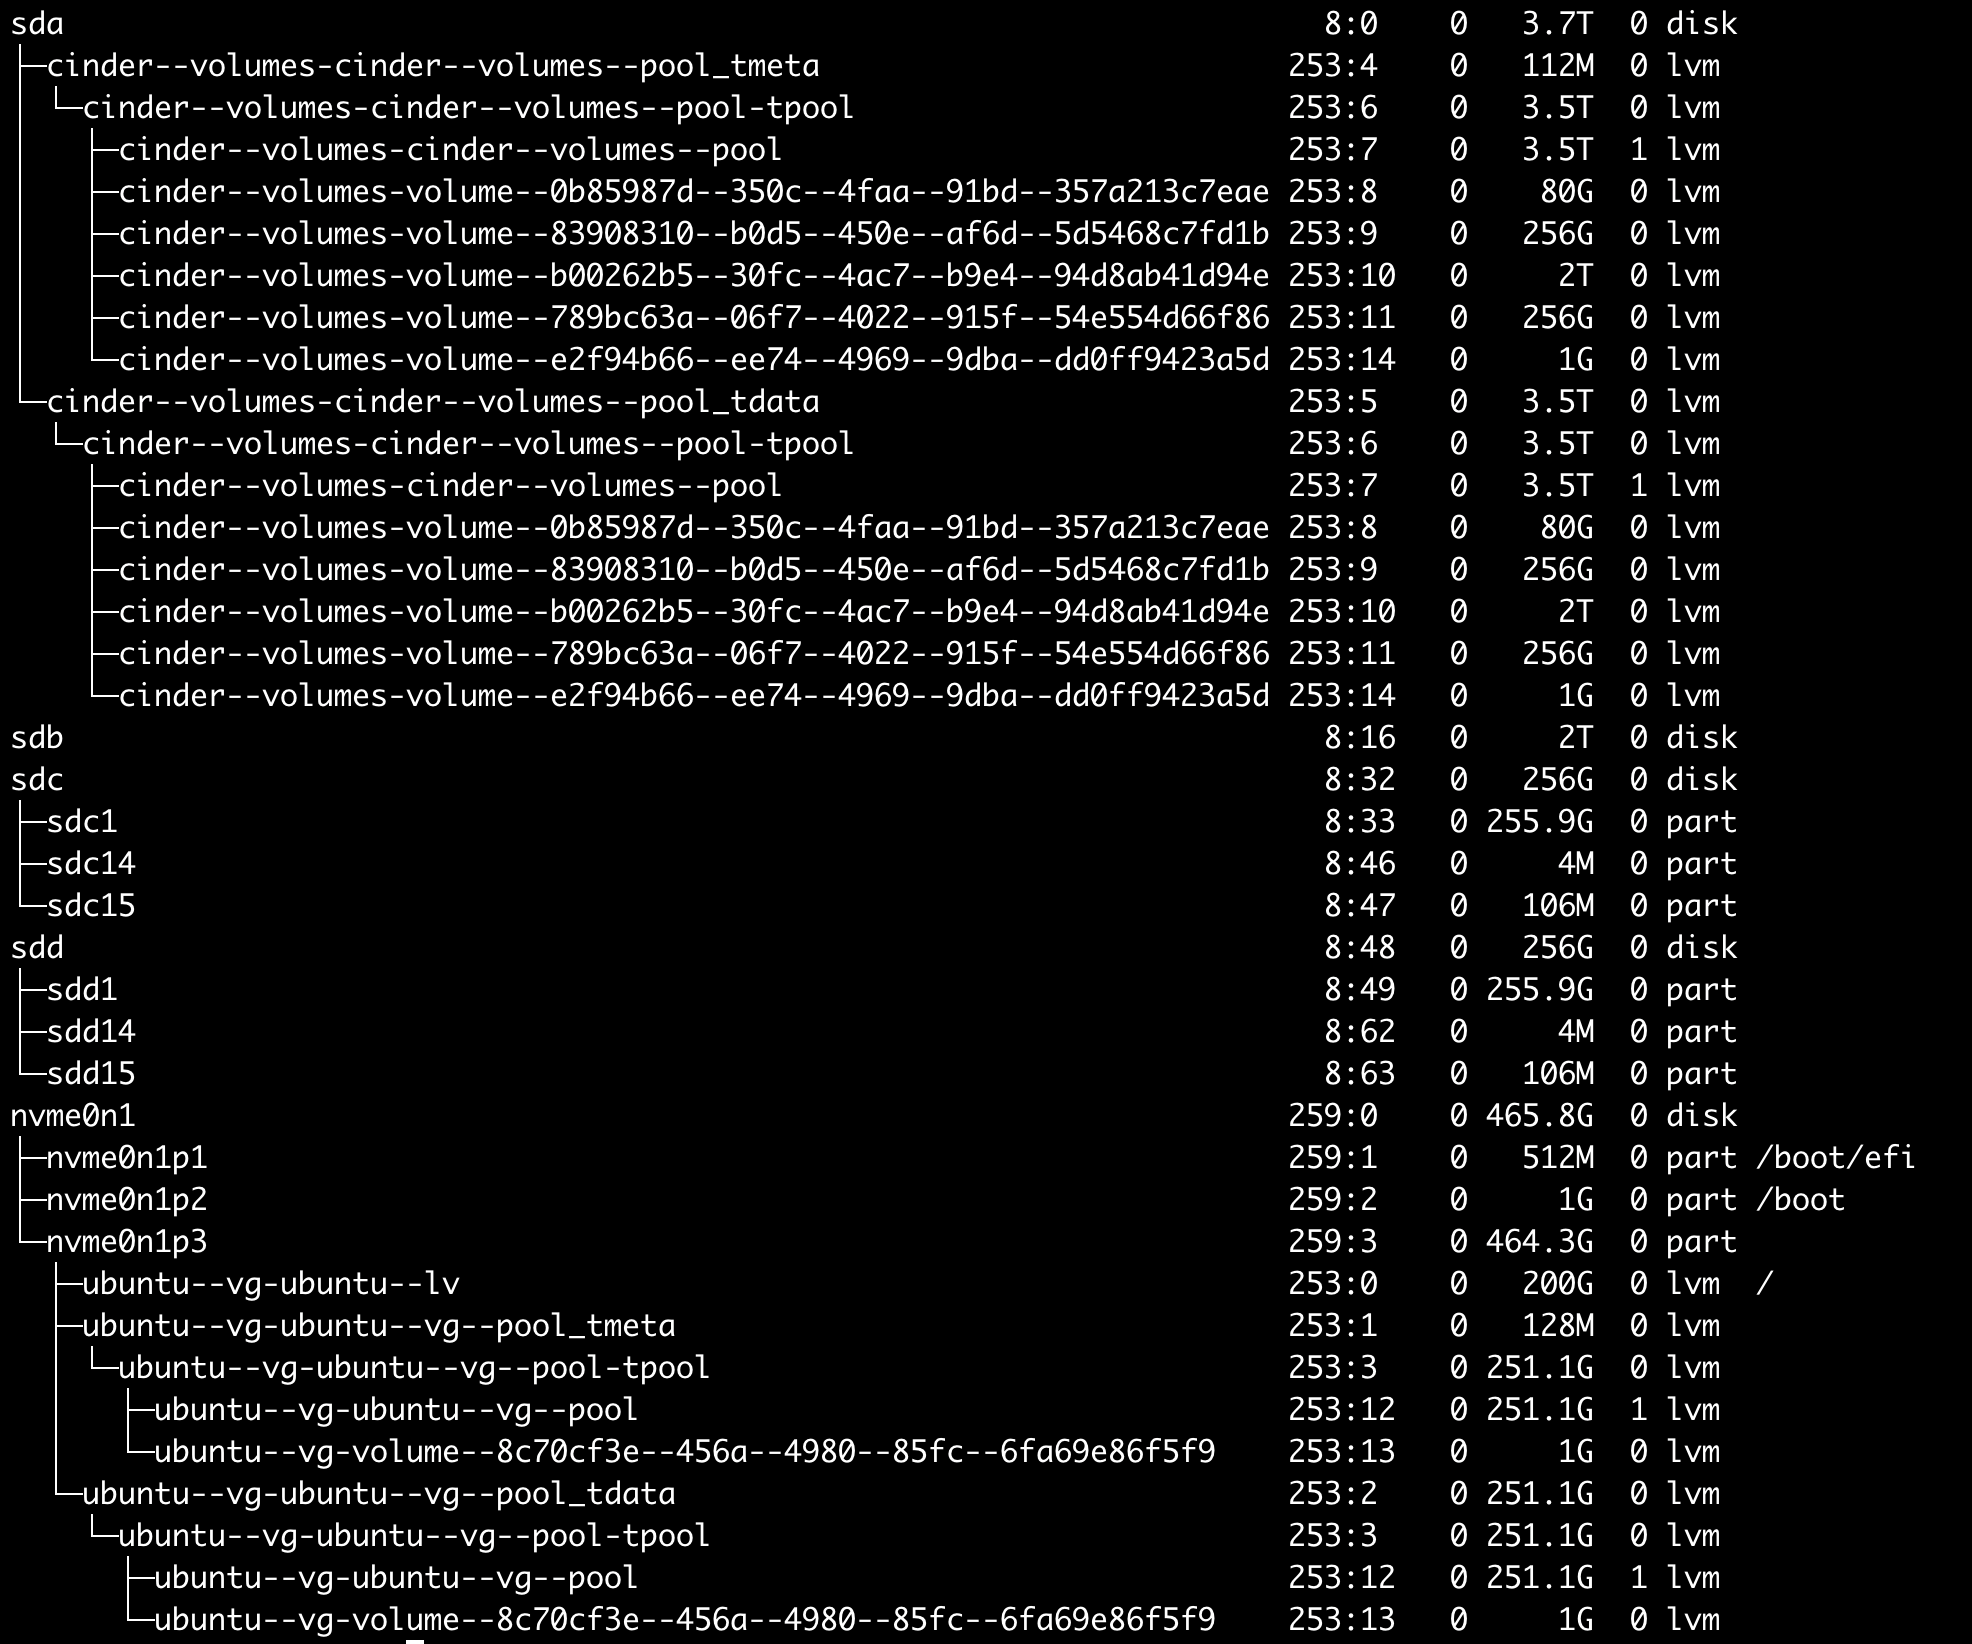 sda                                                                      8:0    0   3.7T  0 disk
├─cinder--volumes-cinder--volumes--pool_tmeta                          253:4    0   112M  0 lvm
│ └─cinder--volumes-cinder--volumes--pool-tpool                        253:6    0   3.5T  0 lvm
│   ├─cinder--volumes-cinder--volumes--pool                            253:7    0   3.5T  1 lvm
│   ├─cinder--volumes-volume--0b85987d--350c--4faa--91bd--357a213c7eae 253:8    0    80G  0 lvm
│   ├─cinder--volumes-volume--83908310--b0d5--450e--af6d--5d5468c7fd1b 253:9    0   256G  0 lvm
│   ├─cinder--volumes-volume--b00262b5--30fc--4ac7--b9e4--94d8ab41d94e 253:10   0     2T  0 lvm
│   ├─cinder--volumes-volume--789bc63a--06f7--4022--915f--54e554d66f86 253:11   0   256G  0 lvm
│   └─cinder--volumes-volume--e2f94b66--ee74--4969--9dba--dd0ff9423a5d 253:14   0     1G  0 lvm
└─cinder--volumes-cinder--volumes--pool_tdata                          253:5    0   3.5T  0 lvm
  └─cinder--volumes-cinder--volumes--pool-tpool                        253:6    0   3.5T  0 lvm
    ├─cinder--volumes-cinder--volumes--pool                            253:7    0   3.5T  1 lvm
    ├─cinder--volumes-volume--0b85987d--350c--4faa--91bd--357a213c7eae 253:8    0    80G  0 lvm
    ├─cinder--volumes-volume--83908310--b0d5--450e--af6d--5d5468c7fd1b 253:9    0   256G  0 lvm
    ├─cinder--volumes-volume--b00262b5--30fc--4ac7--b9e4--94d8ab41d94e 253:10   0     2T  0 lvm
    ├─cinder--volumes-volume--789bc63a--06f7--4022--915f--54e554d66f86 253:11   0   256G  0 lvm
    └─cinder--volumes-volume--e2f94b66--ee74--4969--9dba--dd0ff9423a5d 253:14   0     1G  0 lvm
sdb                                                                      8:16   0     2T  0 disk
sdc                                                                      8:32   0   256G  0 disk
├─sdc1                                                                   8:33   0 255.9G  0 part
├─sdc14                                                                  8:46   0     4M  0 part
└─sdc15                                                                  8:47   0   106M  0 part
sdd                                                                      8:48   0   256G  0 disk
├─sdd1                                                                   8:49   0 255.9G  0 part
├─sdd14                                                                  8:62   0     4M  0 part
└─sdd15                                                                  8:63   0   106M  0 part
nvme0n1                                                                259:0    0 465.8G  0 disk
├─nvme0n1p1                                                            259:1    0   512M  0 part /boot/efi
├─nvme0n1p2                                                            259:2    0     1G  0 part /boot
└─nvme0n1p3                                                            259:3    0 464.3G  0 part
  ├─ubuntu--vg-ubuntu--lv                                              253:0    0   200G  0 lvm  /
  ├─ubuntu--vg-ubuntu--vg--pool_tmeta                                  253:1    0   128M  0 lvm
  │ └─ubuntu--vg-ubuntu--vg--pool-tpool                                253:3    0 251.1G  0 lvm
  │   ├─ubuntu--vg-ubuntu--vg--pool                                    253:12   0 251.1G  1 lvm
  │   └─ubuntu--vg-volume--8c70cf3e--456a--4980--85fc--6fa69e86f5f9    253:13   0     1G  0 lvm
  └─ubuntu--vg-ubuntu--vg--pool_tdata                                  253:2    0 251.1G  0 lvm
    └─ubuntu--vg-ubuntu--vg--pool-tpool                                253:3    0 251.1G  0 lvm
      ├─ubuntu--vg-ubuntu--vg--pool                                    253:12   0 251.1G  1 lvm
      └─ubuntu--vg-volume--8c70cf3e--456a--4980--85fc--6fa69e86f5f9    253:13   0     1G  0 lvm